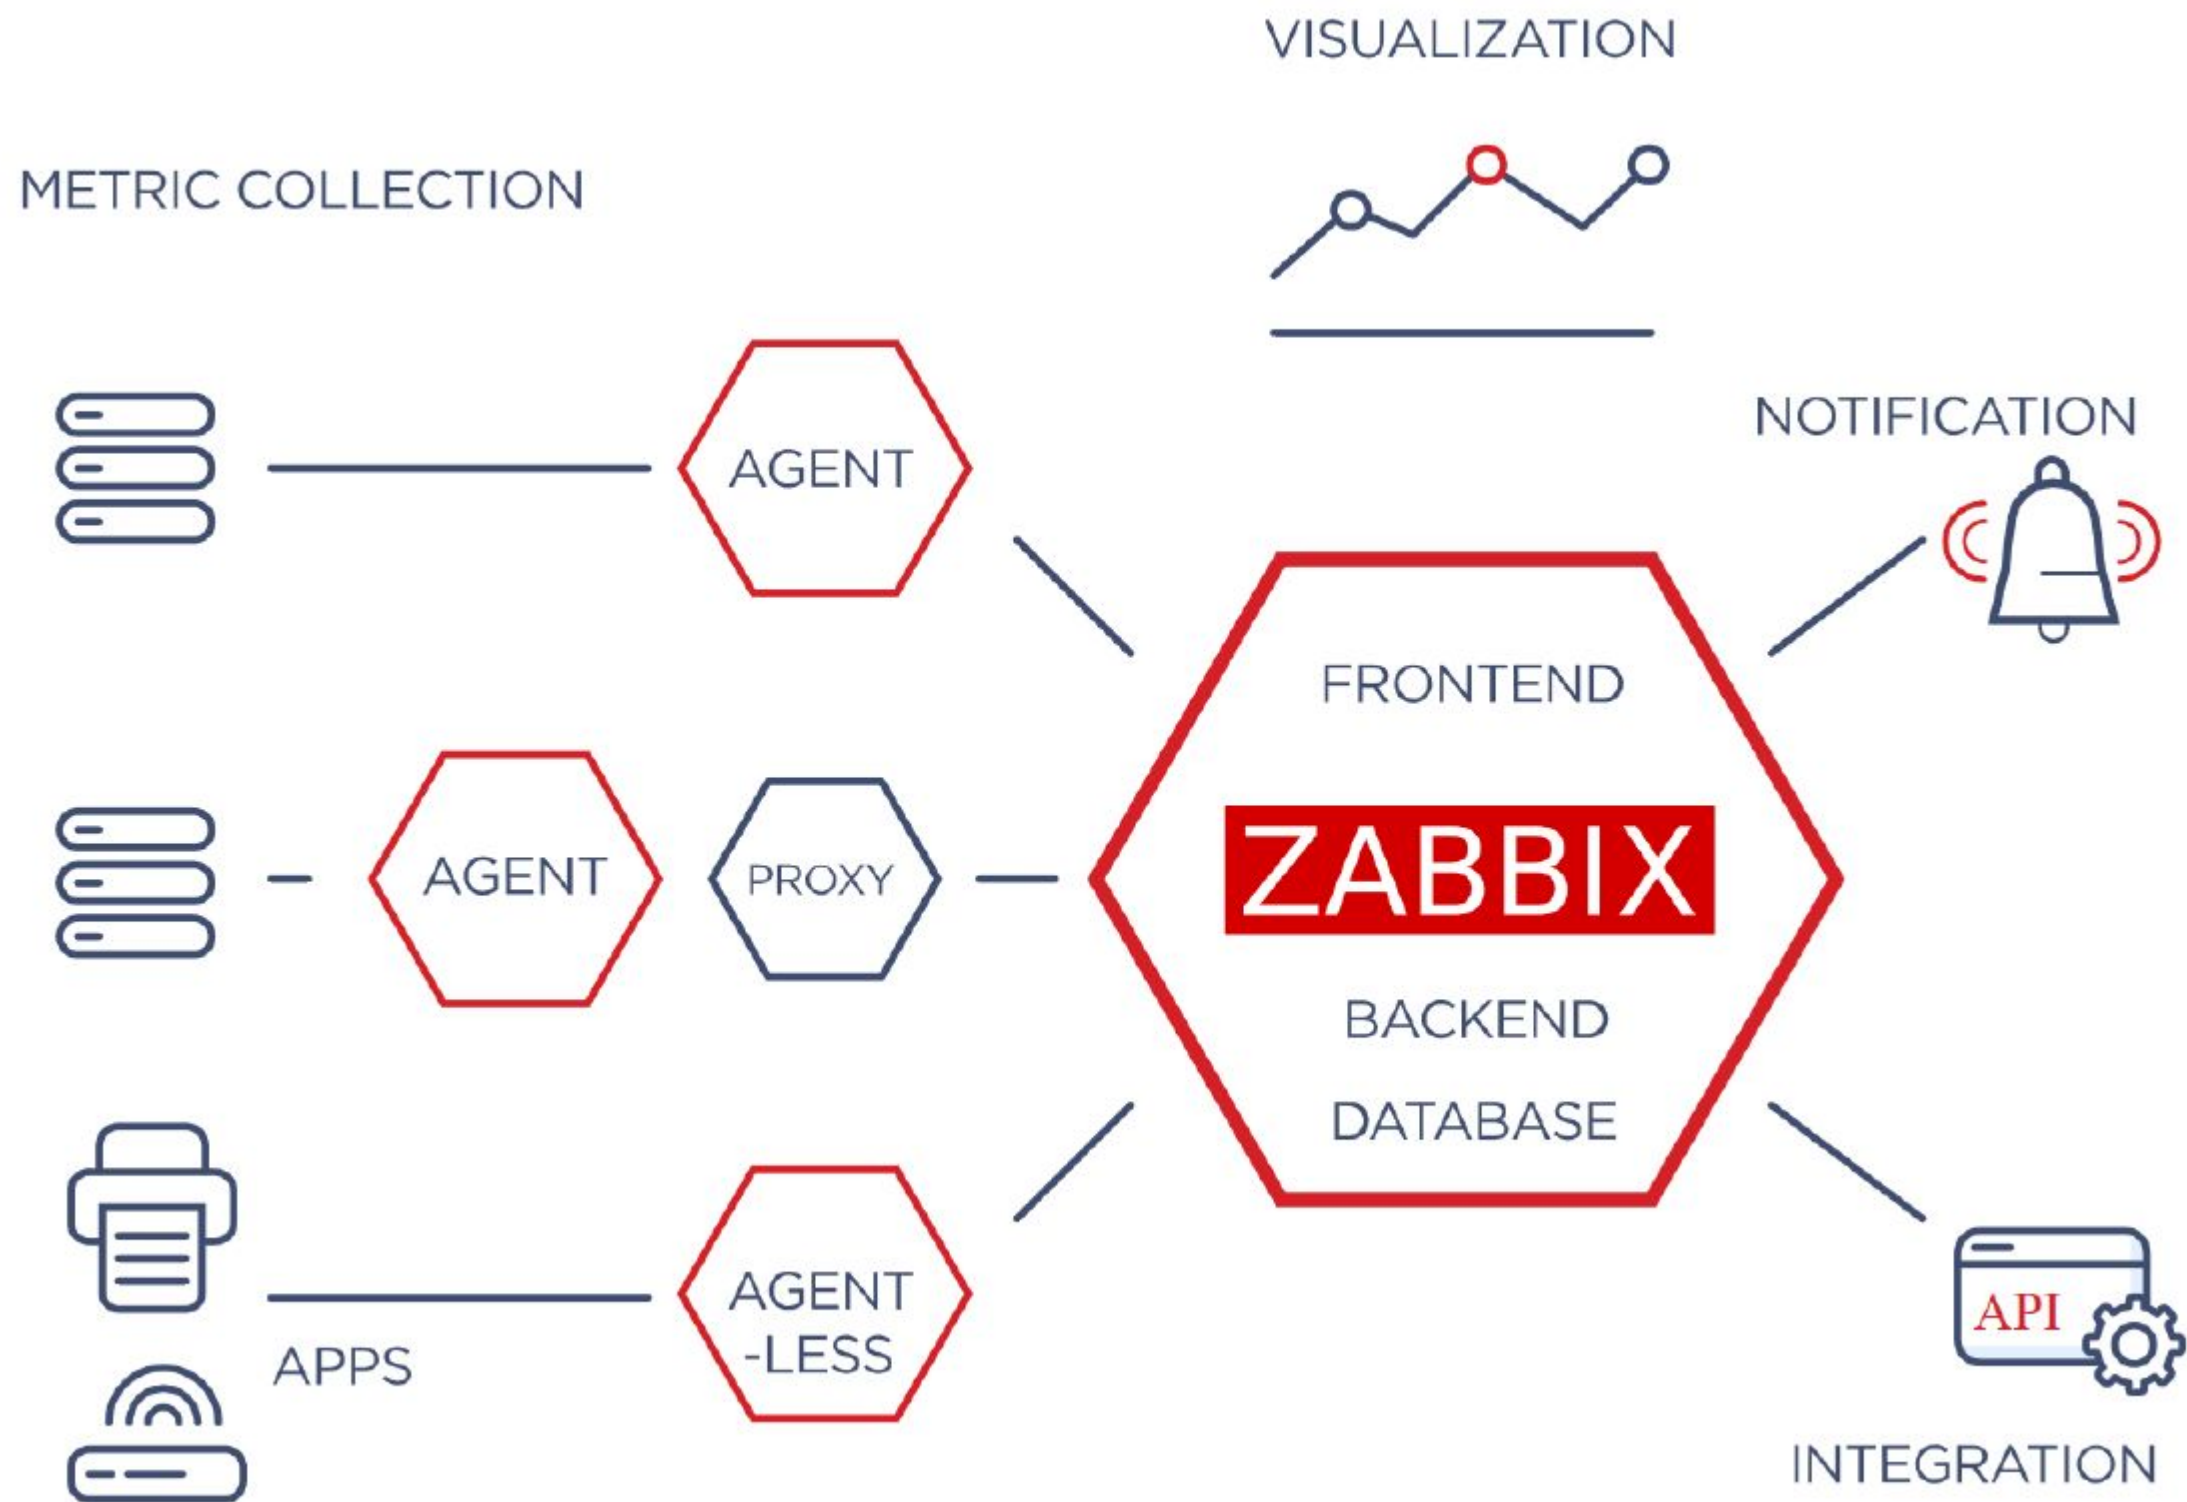 VISUALIZATION
METRIC COLLECTION
NOTIFICATION
AGENT
FRONTEND
AGENT
PROXY
ZABBIX
BACKEND
DATABASE
AGENT
-LESS
APPS
API
INTEGRATION